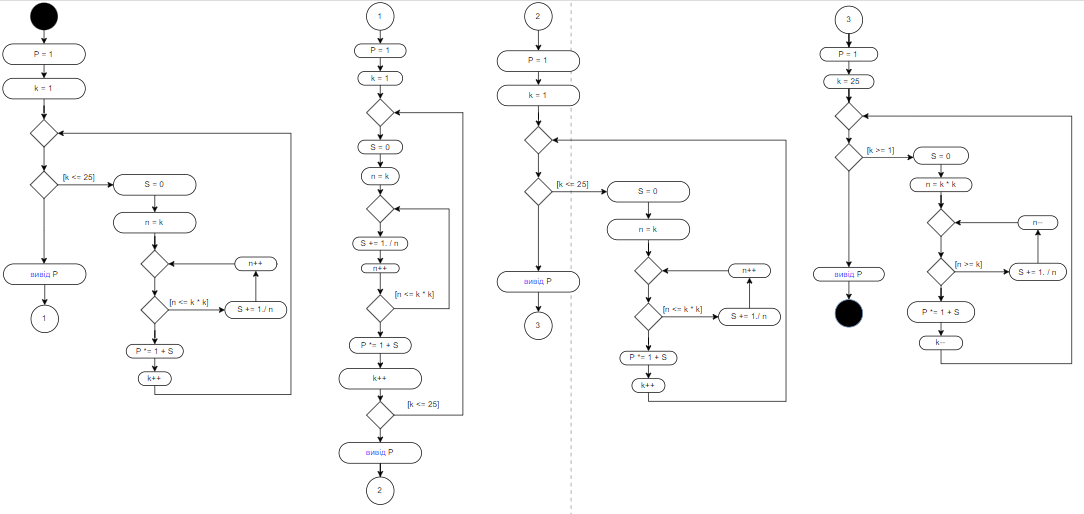 P = 1
k = 1
[k <= 25]
S = 0
n = k
n++
[n <= k * k]
S += 1./ n
P *= 1 + S
k++
вивід P
1
1
P = 1
k = 1
S = 0
n = k
S += 1. / n
n++
[n <= k * k]
P *= 1 + S
k++
[k <= 25]
вивід P
2
2
P = 1
k = 1
[k <= 25]
S = 0
n = k
n++
[n <= k * k]
S += 1./ n
P *= 1 + S
k++
вивід P
3
3
P = 1
k = 25
[k >= 1]
S = 0
n = k * k
n--
[n >= k]
S += 1. / n
P *= 1 + S
k--
вивід P